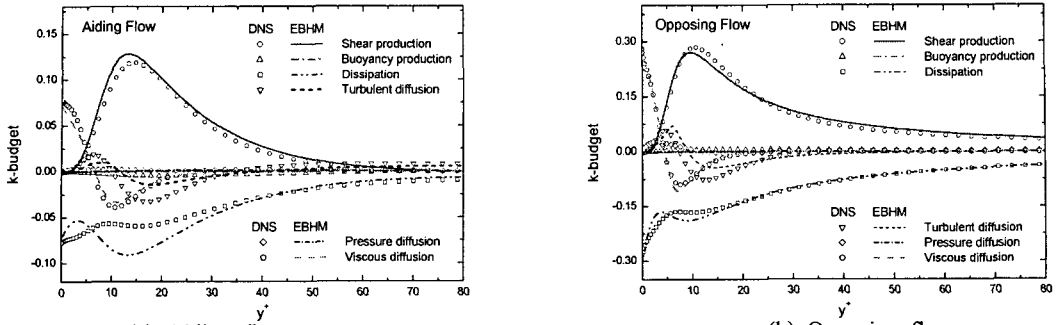 Aiding Flow
DNS EBHM
Shear production
Buoyancy production
Dissipation
Turbulent diffusion
DNS EBHM
Pressure diffusion
Viscous diffusion
k-budget
0.15
0.10
0.05
0.00
-0.05
-0.10
0 10 20 30 40 50 60 70 80
y+
Opposing Flow
DNS EBHM
Shear production
Buoyancy production
Dissipation
DNS EBHM
Turbulent diffusion
Pressure diffusion
Viscous diffusion
k-budget
0.30
0.15
0.00
-0.15
-0.30
0 10 20 30 40 50 60 70 80
y+